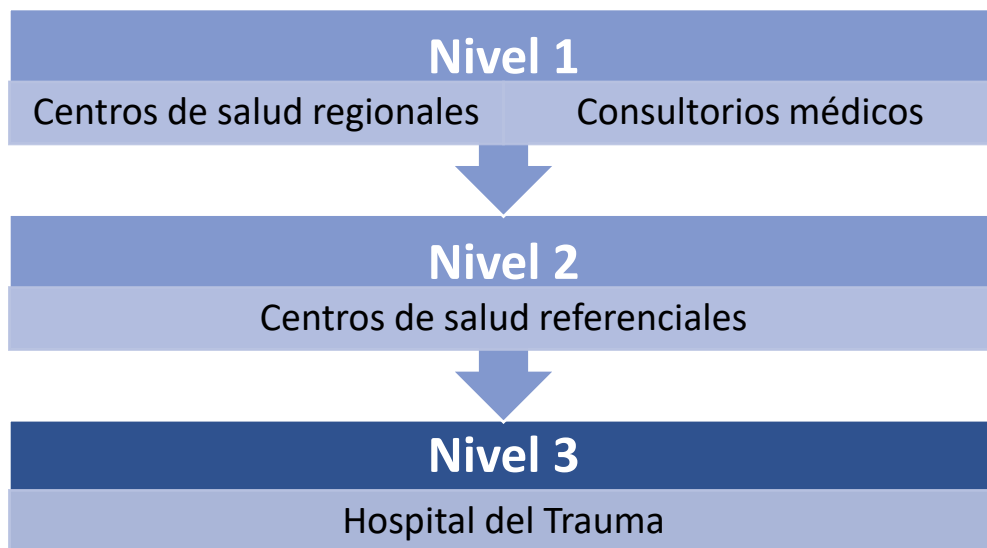 Nivel 1
Centros de salud regionales
Consultorios médicos
Nivel 2
Centros de salud referenciales
Nivel 3
Hospital del Trauma